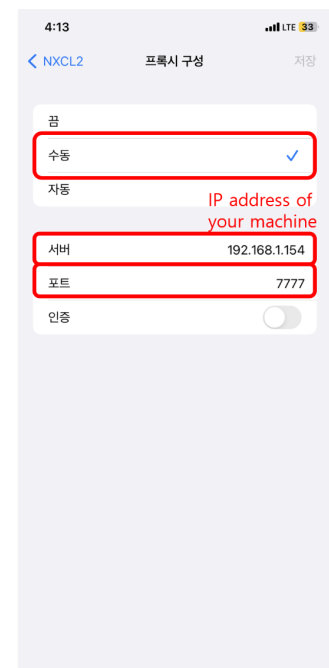 4:13
LTE 33
NXCL2 프록시 구성 저장
끔
수동
자동
IP address of
your machine
서버 192.168.1.154
포트 7777
인증